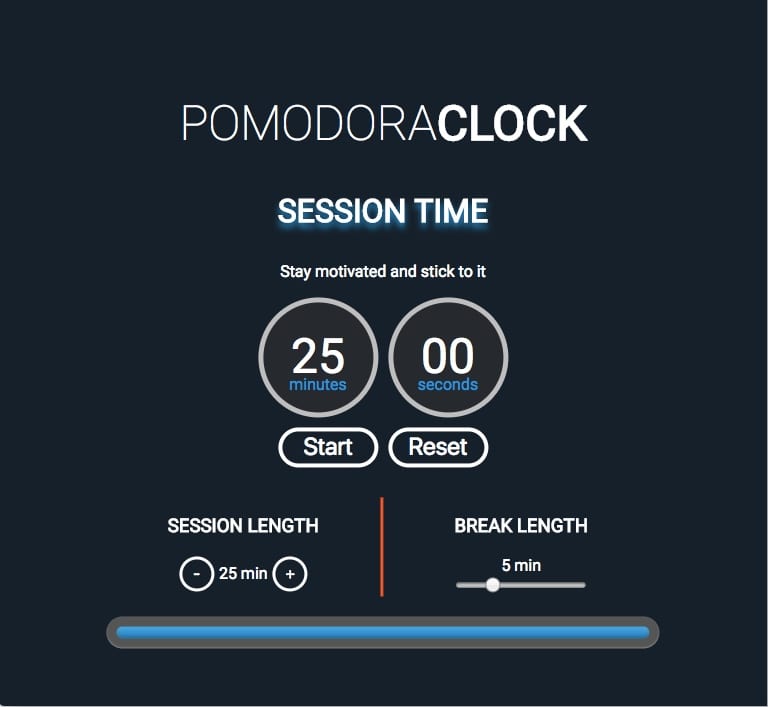 POMODORACLOCK
SESSION TIME
Stay motivated and stick to it
25 00
minutes seconds
Start Reset
SESSION LENGTH BREAK LENGTH
- 25 min + 5 min